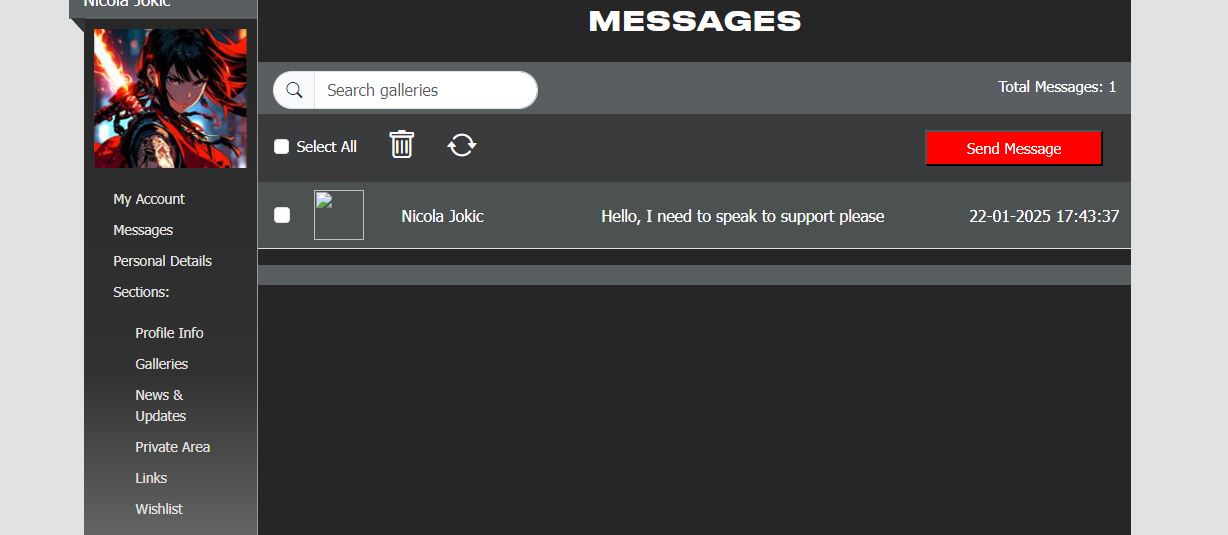 Nicola Jokic
MESSAGES
Search galleries
Total Messages: 1
Select All
Send Message
Nicola Jokic
Hello, I need to speak to support please
22-01-2025 17:43:37
My Account
Messages
Personal Details
Sections:
Profile Info
Galleries
News &
Updates
Private Area
Links
Wishlist